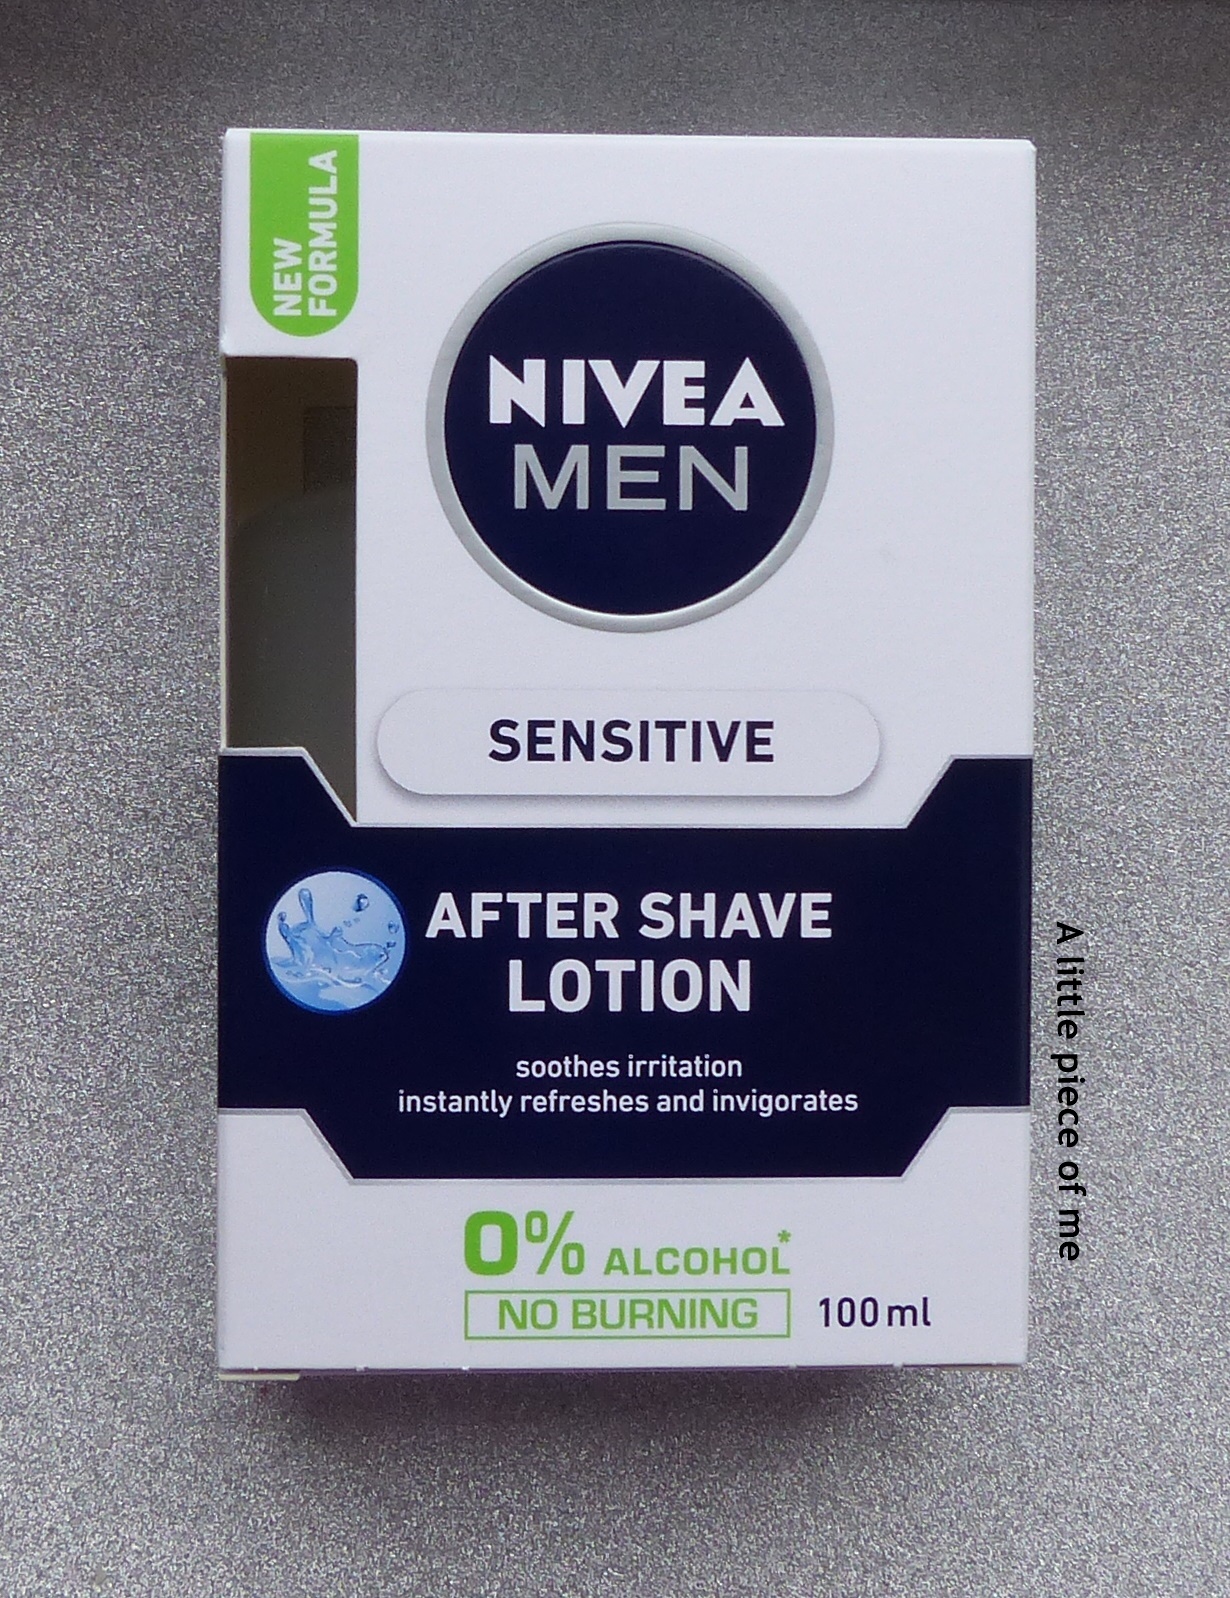 NEW
FORMULA
NIVEA
MEN
SENSITIVE
AFTER SHAVE
LOTION
soothes irritation
instantly refreshes and invigorates
0% ALCOHOL*
NO BURNING
100 ml
A little piece of me